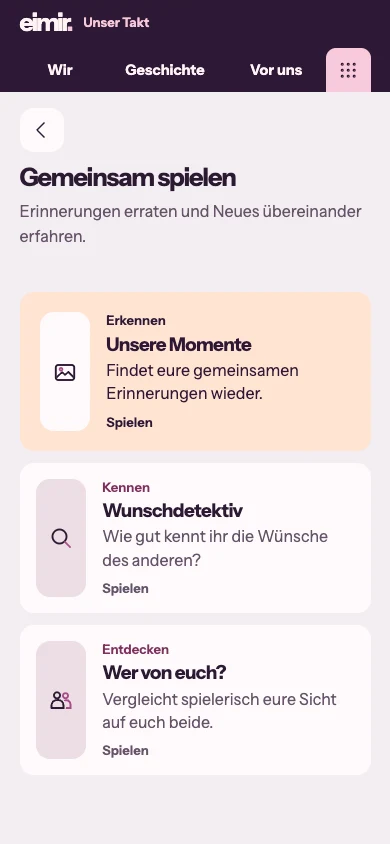 eimir. Unser Takt
Wir Geschichte Vor uns
Gemeinsam spielen
Erinnerungen erraten und Neues übereinander
erfahren.
Erkennen
Unsere Momente
Findet eure gemeinsamen
Erinnerungen wieder.
Spielen
Kennen
Wunschdetektiv
Wie gut kennt ihr die Wünsche
des anderen?
Spielen
Entdecken
Wer von euch?
Vergleicht spielerisch eure Sicht
auf euch beide.
Spielen